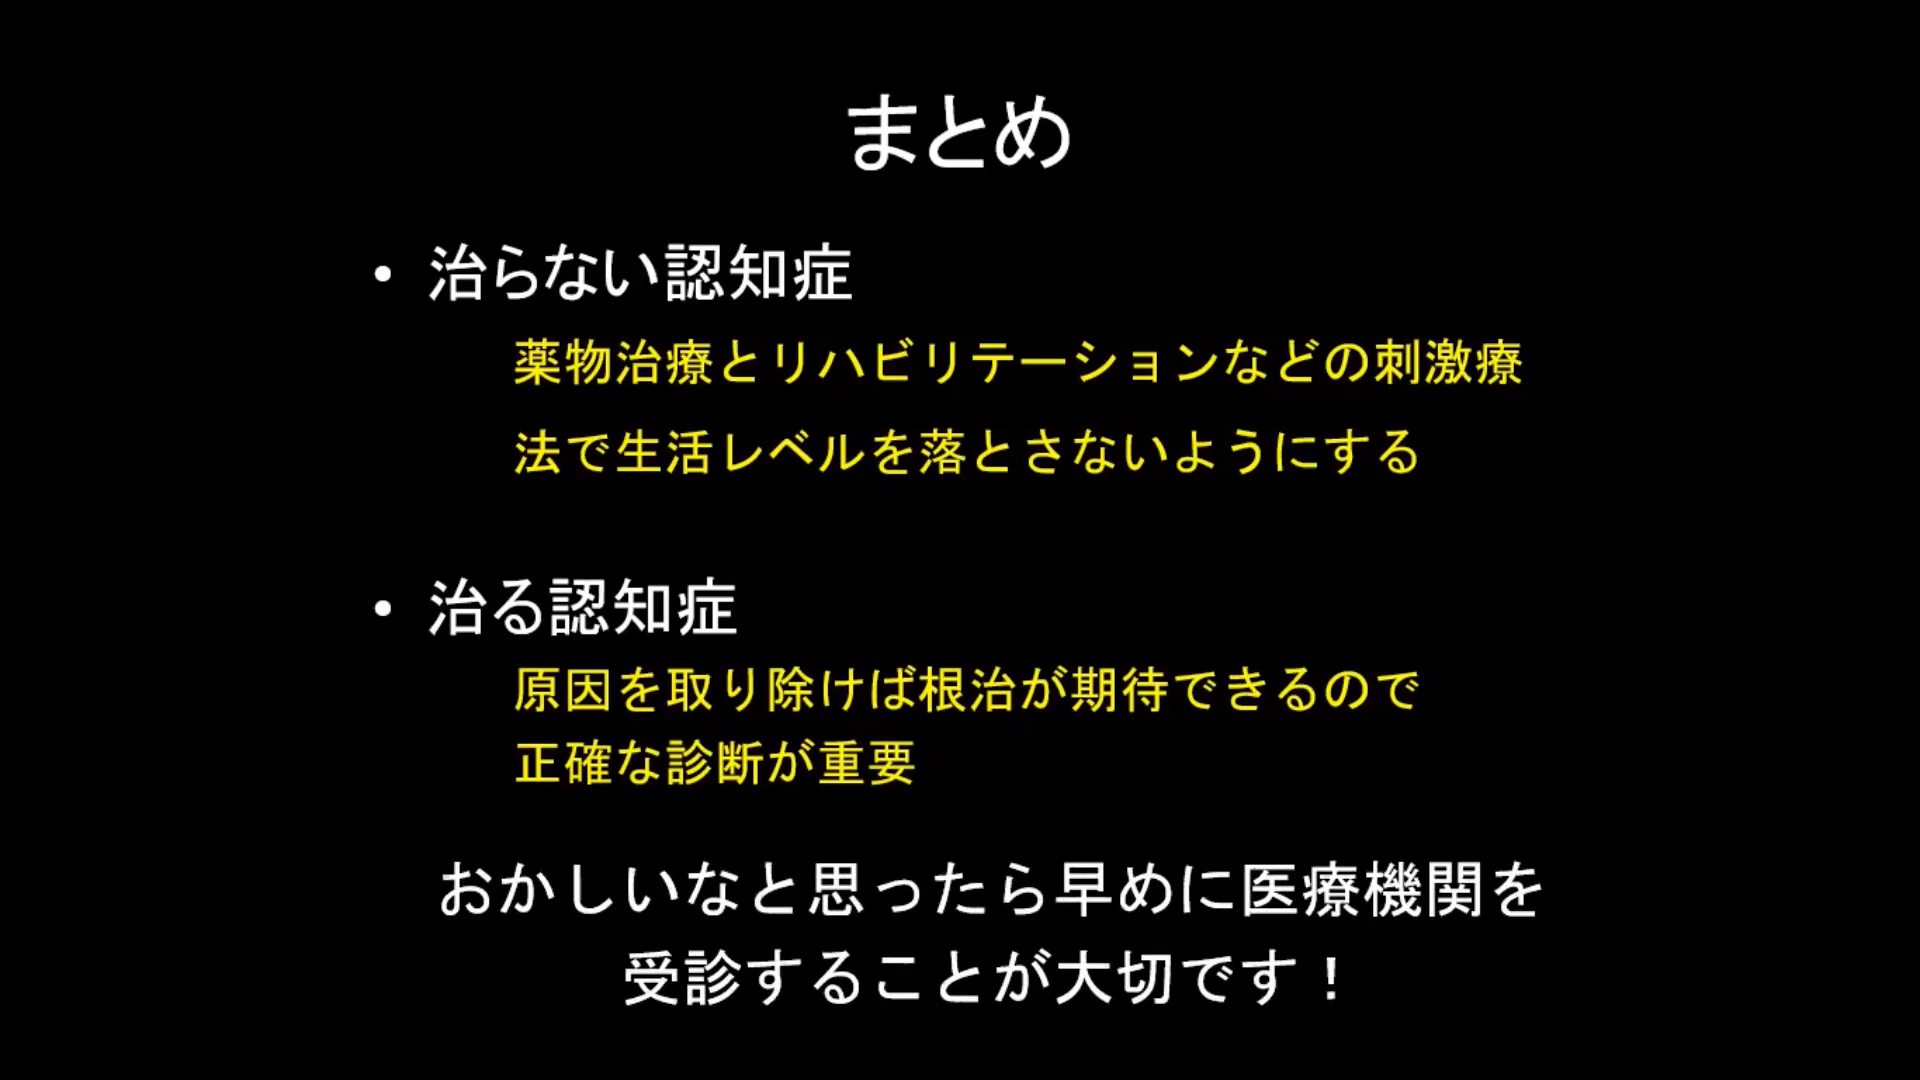 まとめ
• 治らない認知症
薬物治療とリハビリテーションなどの刺激療
法で生活レベルを落とさないようにする
• 治る認知症
原因を取り除けば根治が期待できるので
正確な診断が重要
おかしいなと思ったら早めに医療機関を
受診することが大切です！